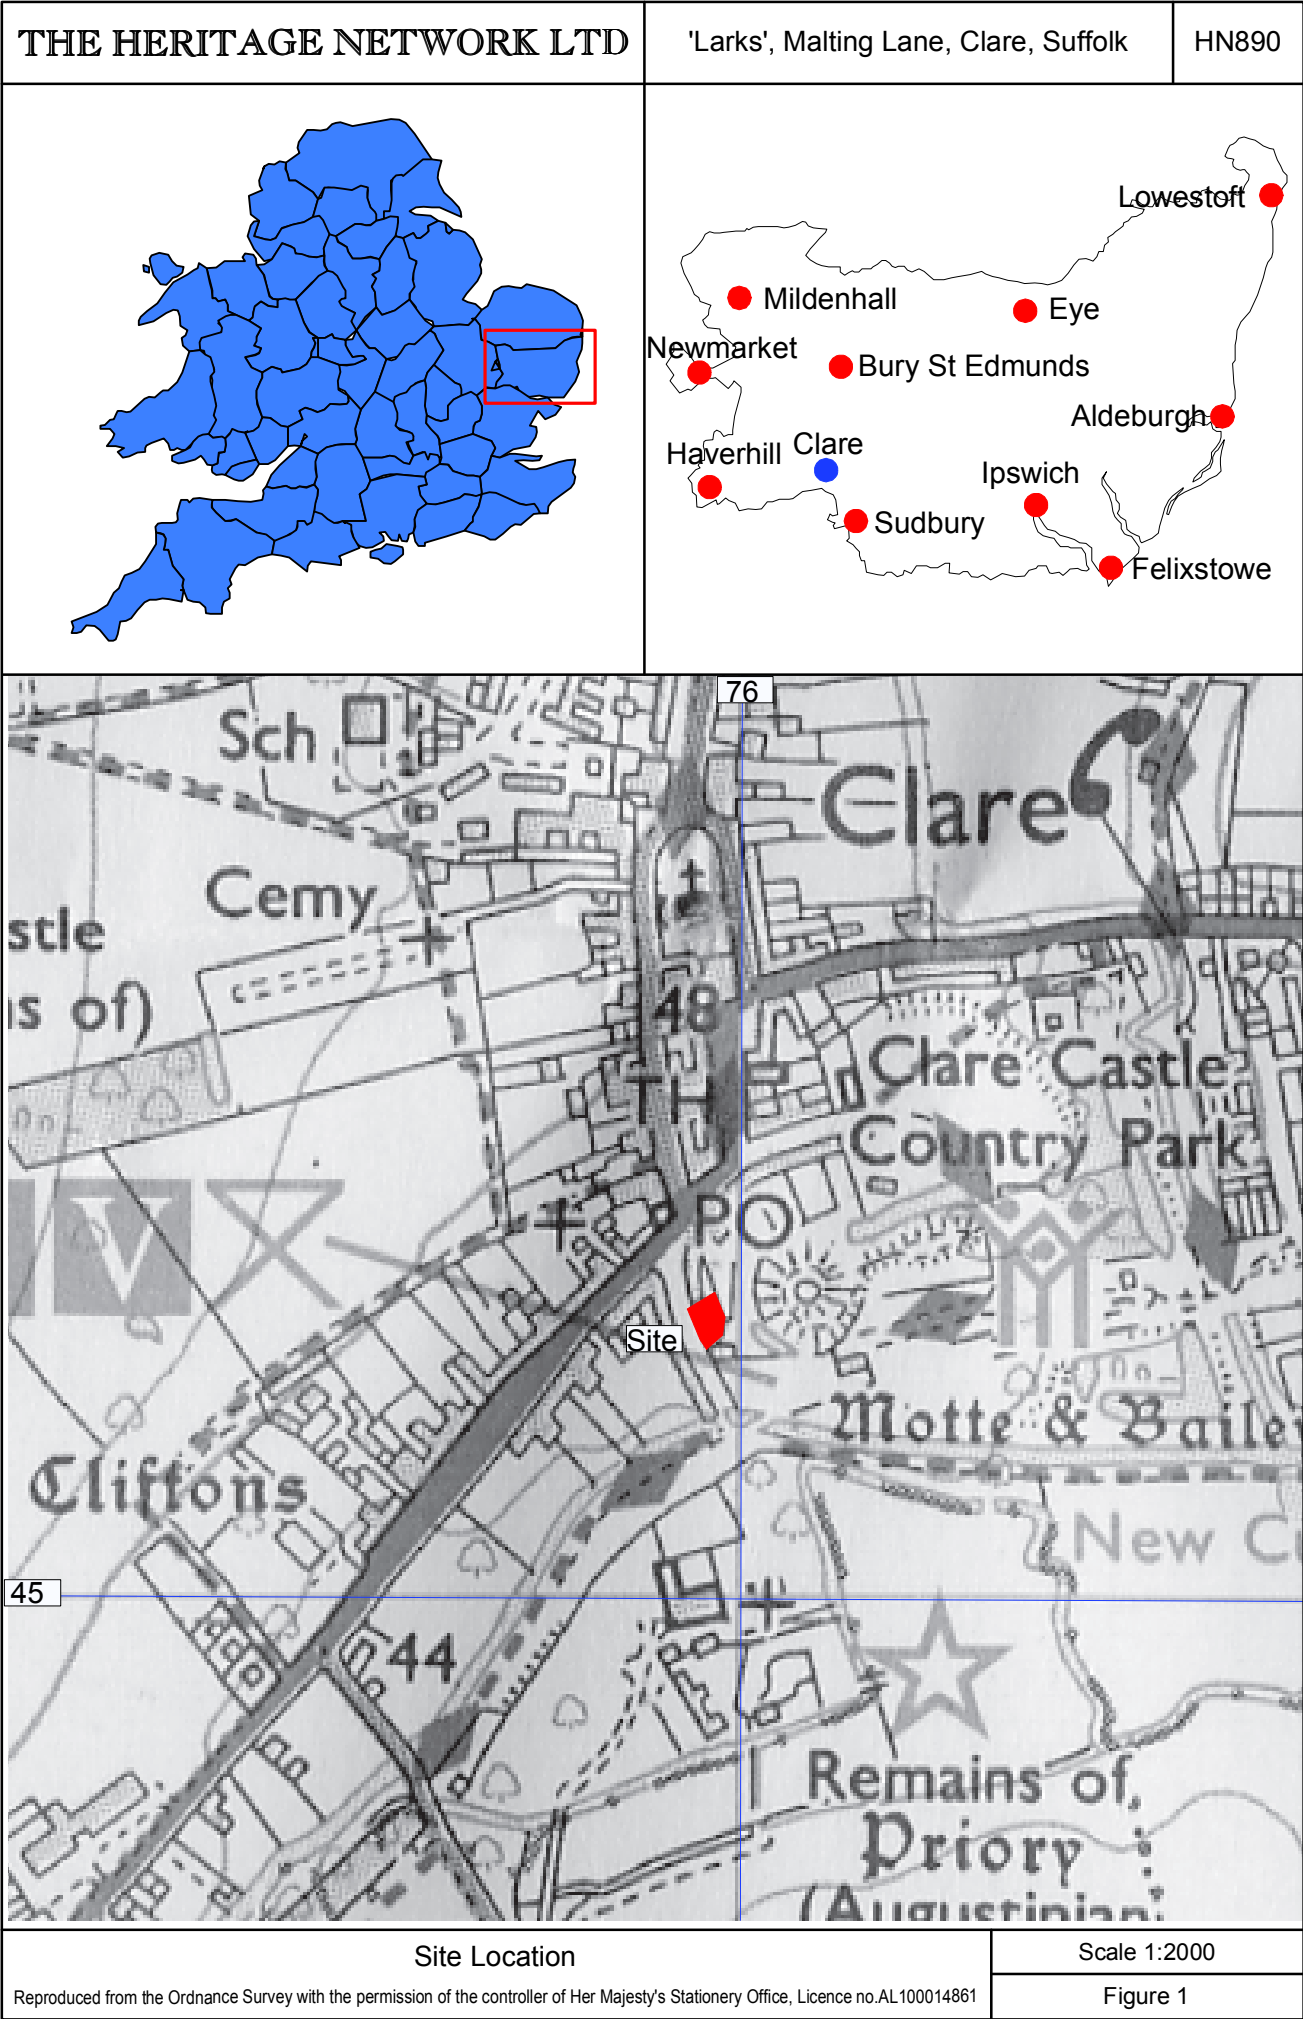 THE HERITAGE NETWORK LTD
'Larks', Malting Lane, Clare, Suffolk
HN890
Lowestoft
Mildenhall
Eye
Newmarket
Bury St Edmunds
Aldeburgh
Haverhill
Clare
Ipswich
Sudbury
Felixstowe
76
Sch
Clare
Cemy
stle
s of)
48
TH
Clare Castle
Country Park
PO
V
Site
Motte & Bailey
Cliftons
New Cu
45
44
Remains of
Priory
(Augustinian)
Site Location
Reproduced from the Ordnance Survey with the permission of the controller of Her Majesty's Stationery Office, Licence no.AL100014861
Scale 1:2000
Figure 1